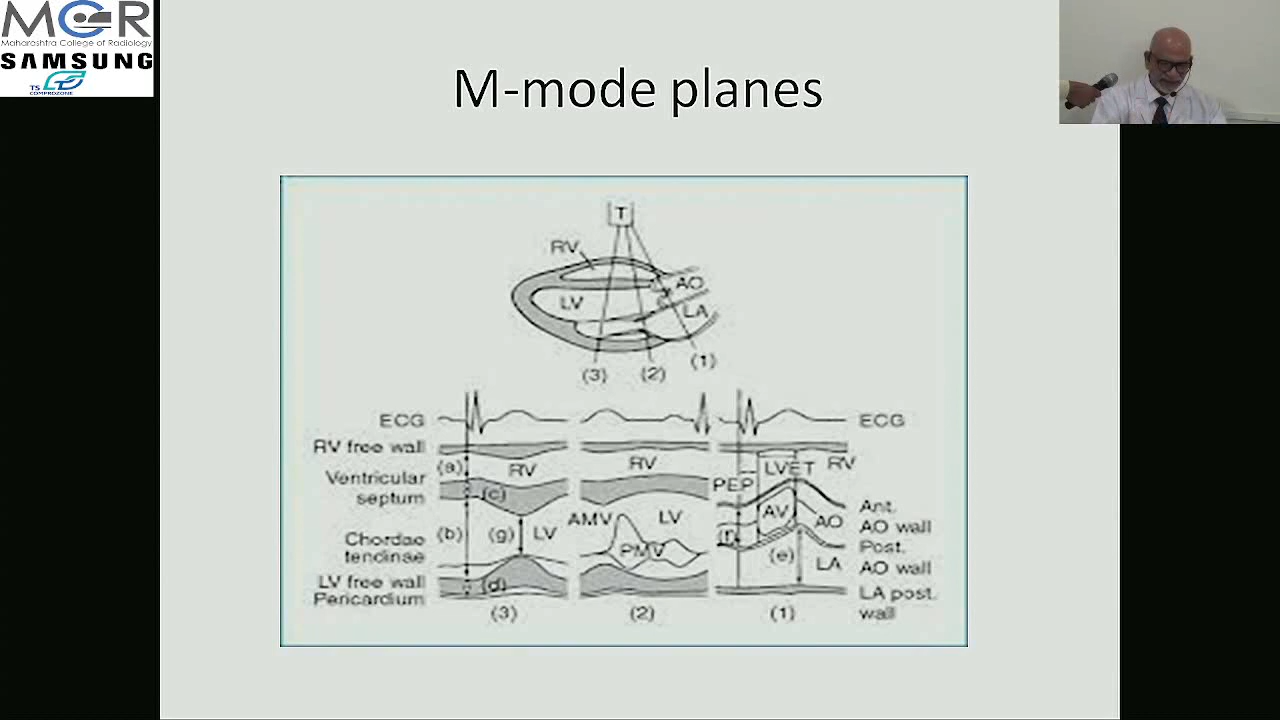 MCR
Maharashtra College of Radiology
SAMSUNG
TS
COMPROZONE
M-mode planes
T
RV
AO
LV
LA
(3) (2) (1)
ECG ECG
RV free wall
(a) RV RV LVET RV
Ventricular
septum
(c) PEP
Ant.
AO wall
AMV LV AV AO
Chordae
tendinae
(b) (g) LV PMV (f) (e) LA
Post.
AO wall
LV free wall
(d)
Pericardium
LA post.
wall
(3) (2) (1)